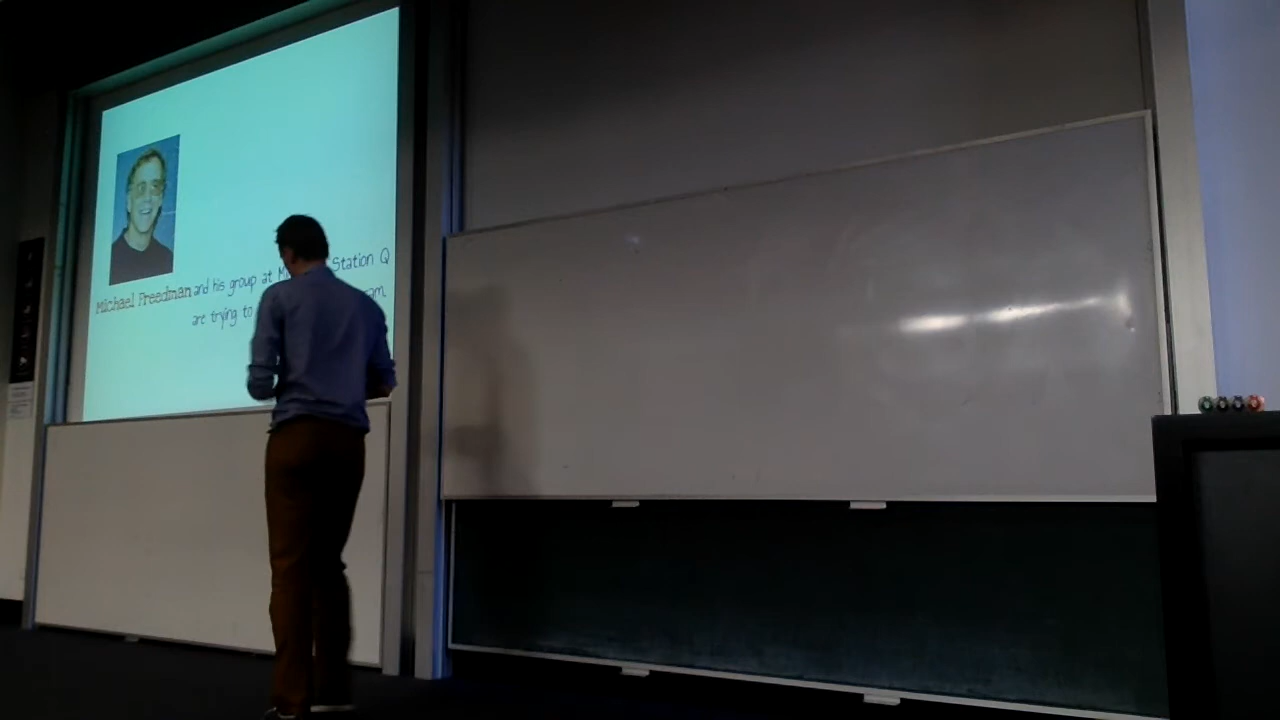 Michael Freedman and his group at Station Q
are trying to